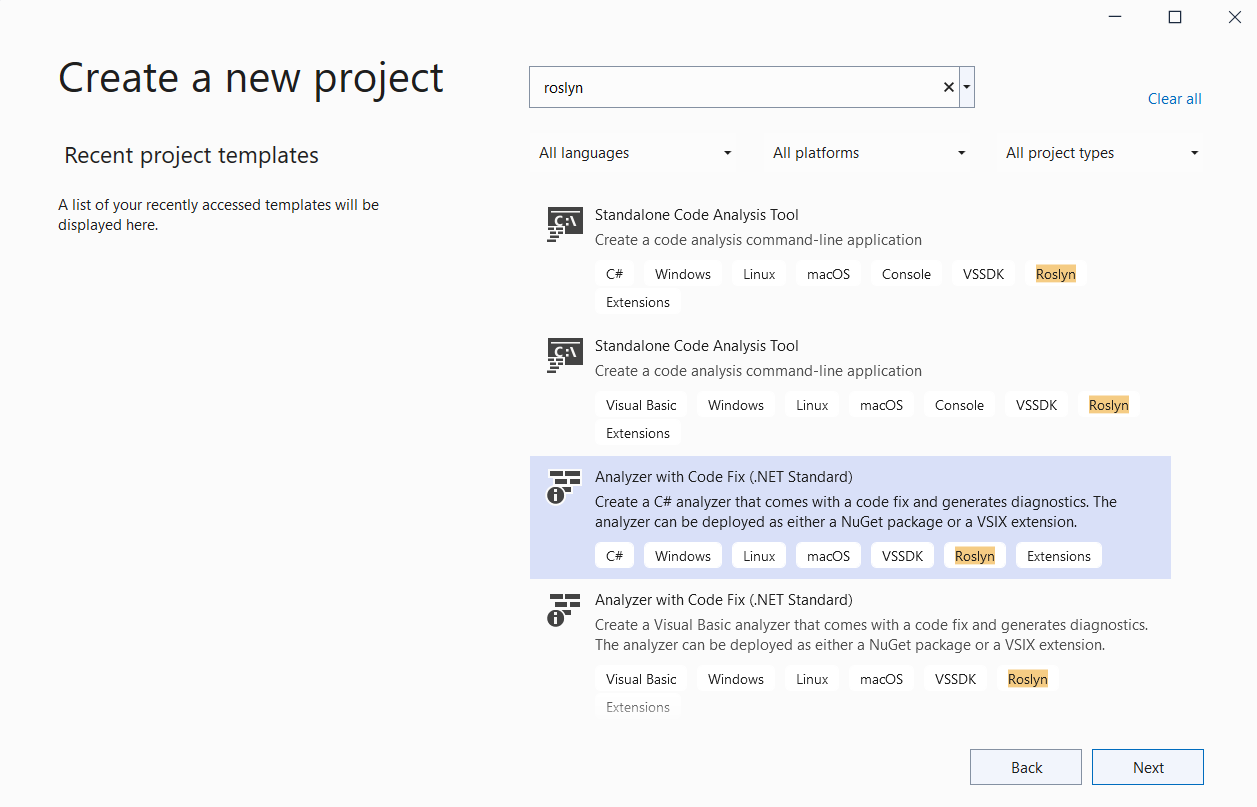 Create a new project
roslyn
Clear all
Recent project templates
A list of your recently accessed templates will be
displayed here.
All languages
All platforms
All project types
C:\
Standalone Code Analysis Tool
Create a code analysis command-line application
C# Windows Linux macOS Console VSSDK Roslyn
Extensions
C:\
Standalone Code Analysis Tool
Create a code analysis command-line application
Visual Basic Windows Linux macOS Console VSSDK Roslyn
Extensions
Analyzer with Code Fix (.NET Standard)
Create a C# analyzer that comes with a code fix and generates diagnostics. The
analyzer can be deployed as either a NuGet package or a VSIX extension.
C# Windows Linux macOS VSSDK Roslyn Extensions
Analyzer with Code Fix (.NET Standard)
Create a Visual Basic analyzer that comes with a code fix and generates diagnostics.
The analyzer can be deployed as either a NuGet package or a VSIX extension.
Visual Basic Windows Linux macOS VSSDK Roslyn
Extensions
Back
Next